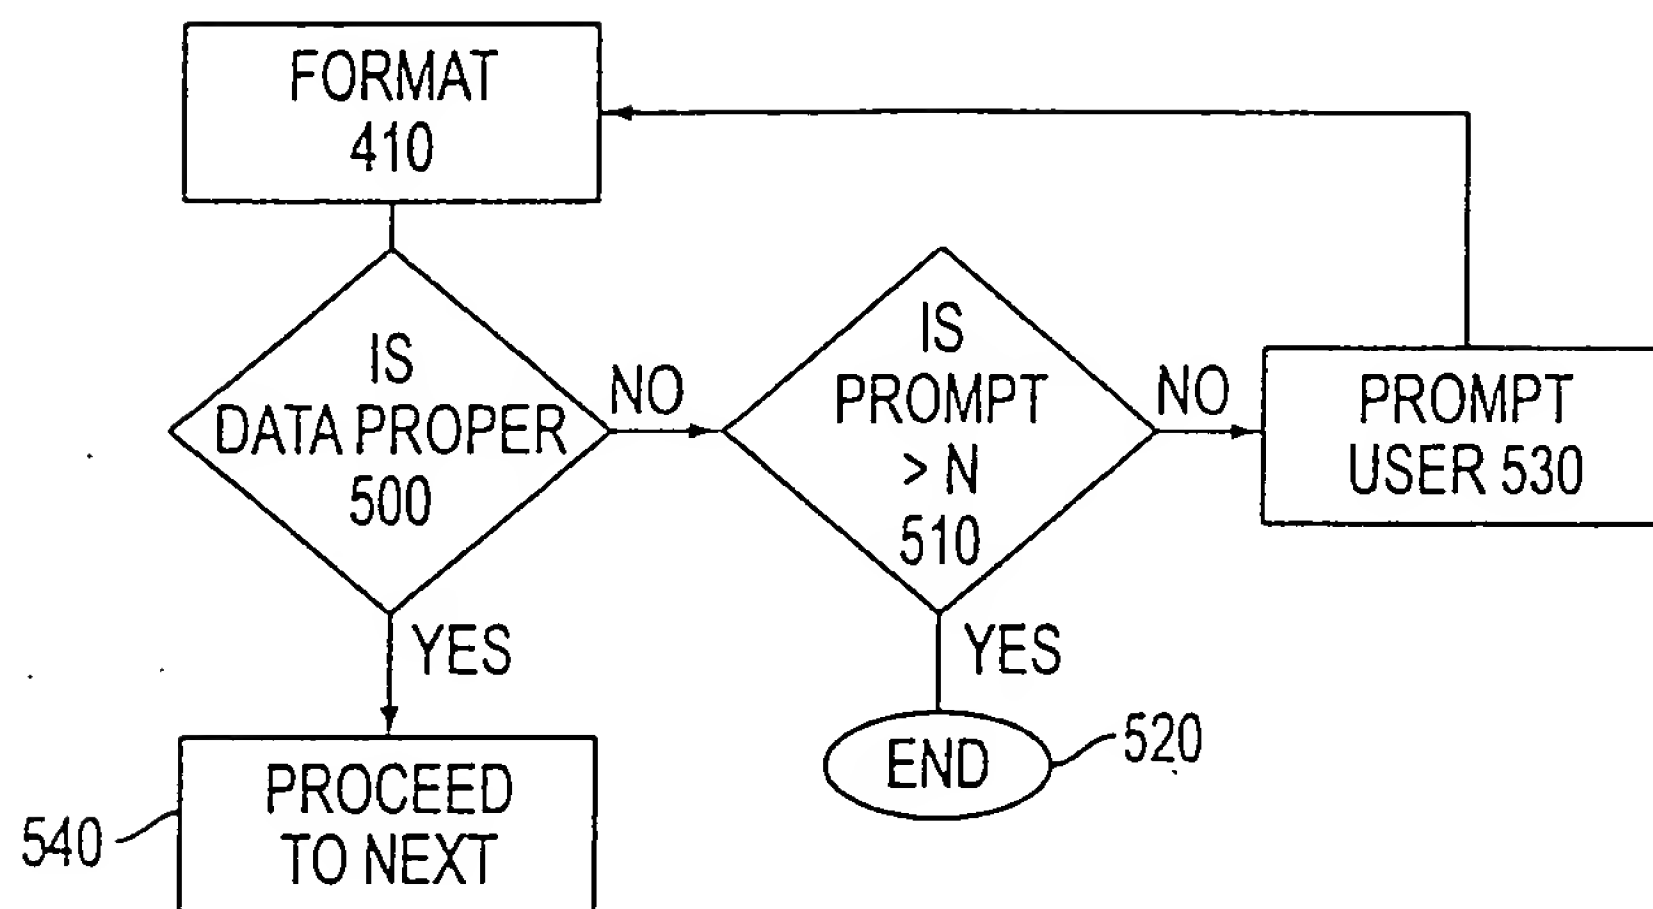 FORMAT
410
IS
DATA PROPER
500
NO
IS
PROMPT
> N
510
NO
PROMPT
USER 530
YES
YES
END
520
PROCEED
TO NEXT
540